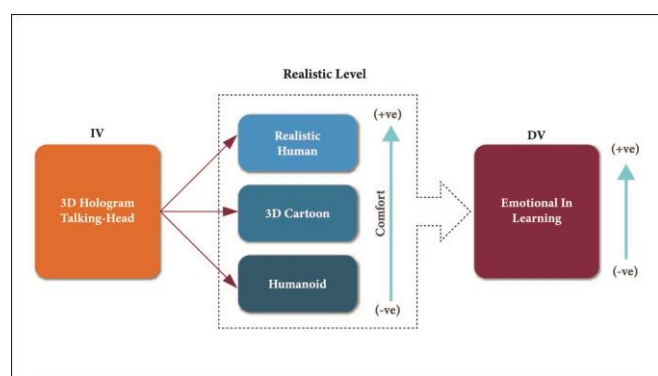 Realistic Level
IV
3D Hologram
Talking-Head
Realistic
Human
3D Cartoon
Humanoid
(+ve)
Comfort
(-ve)
DV
Emotional In
Learning
(+ve)
(-ve)